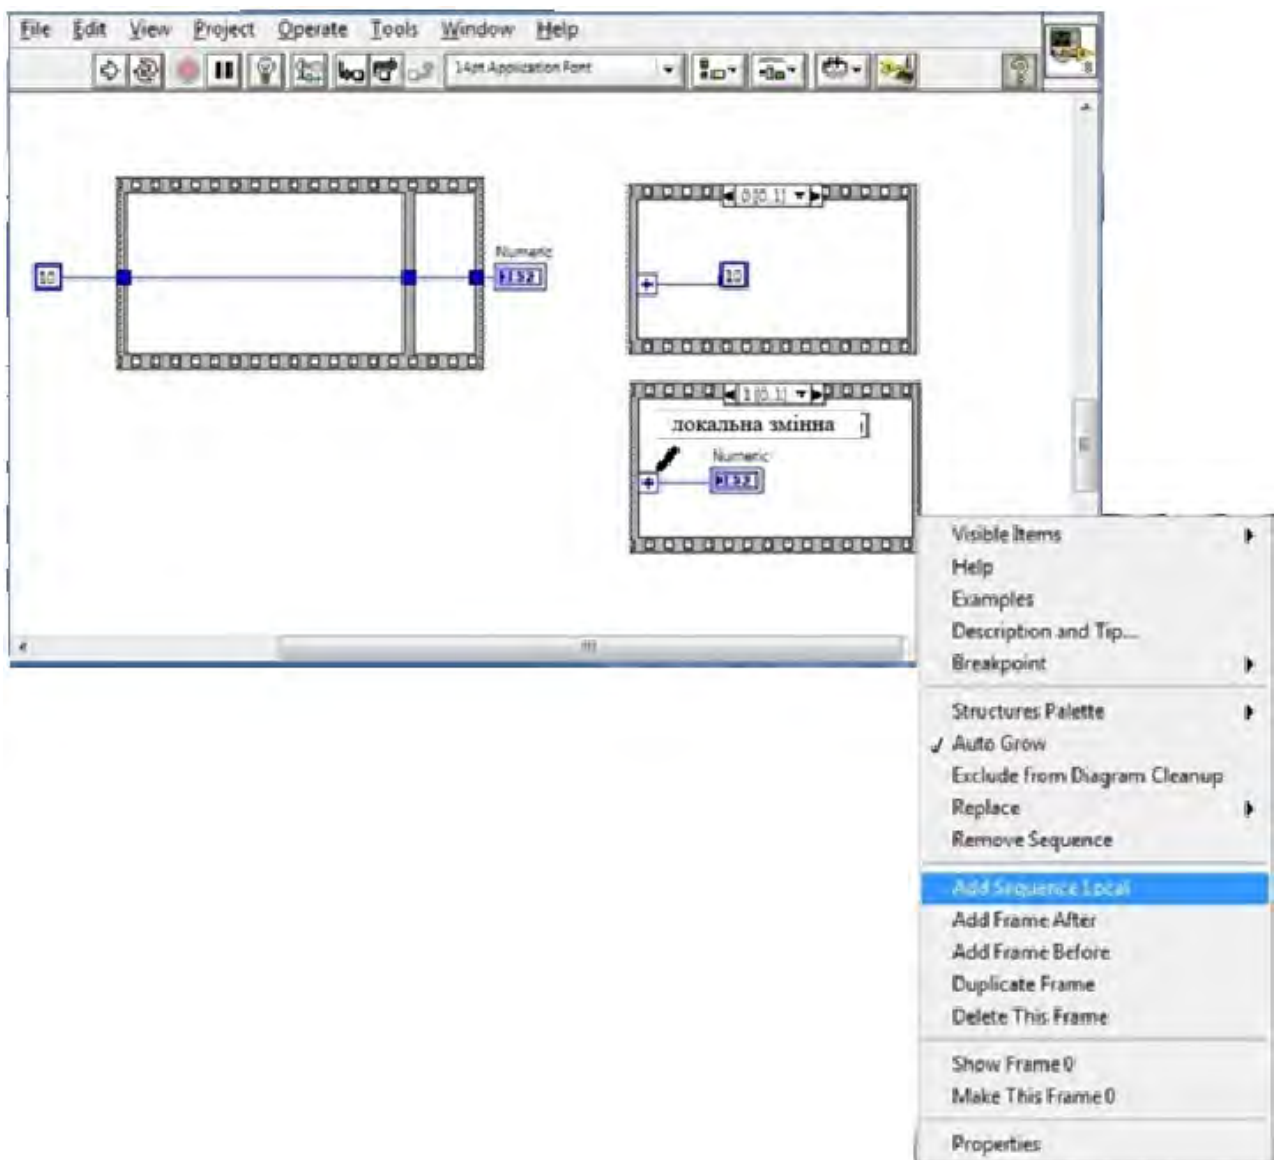 File Edit View Project Operate Tools Window Help
14pt Application Font
8
0 [0..1]
10
Numeric
I32
10
1 [0..1]
локальна змінна
Numeric
I32
Visible Items
Help
Examples
Description and Tip...
Breakpoint
Structures Palette
Auto Grow
Exclude from Diagram Cleanup
Replace
Remove Sequence
Add Sequence Local
Add Frame After
Add Frame Before
Duplicate Frame
Delete This Frame
Show Frame 0
Make This Frame 0
Properties